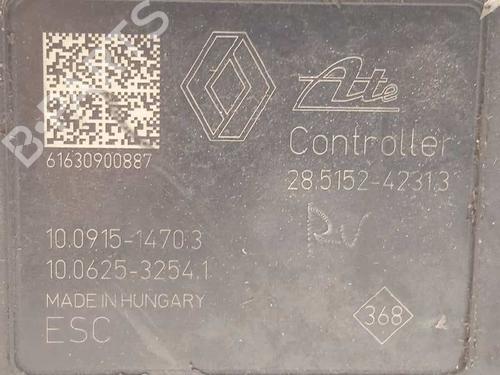 Ate
Controller
61630900887
28.5152-4231.3
RV
10.0915-1470.3
10.0625-3254.1
MADE IN HUNGARY
ESC
368